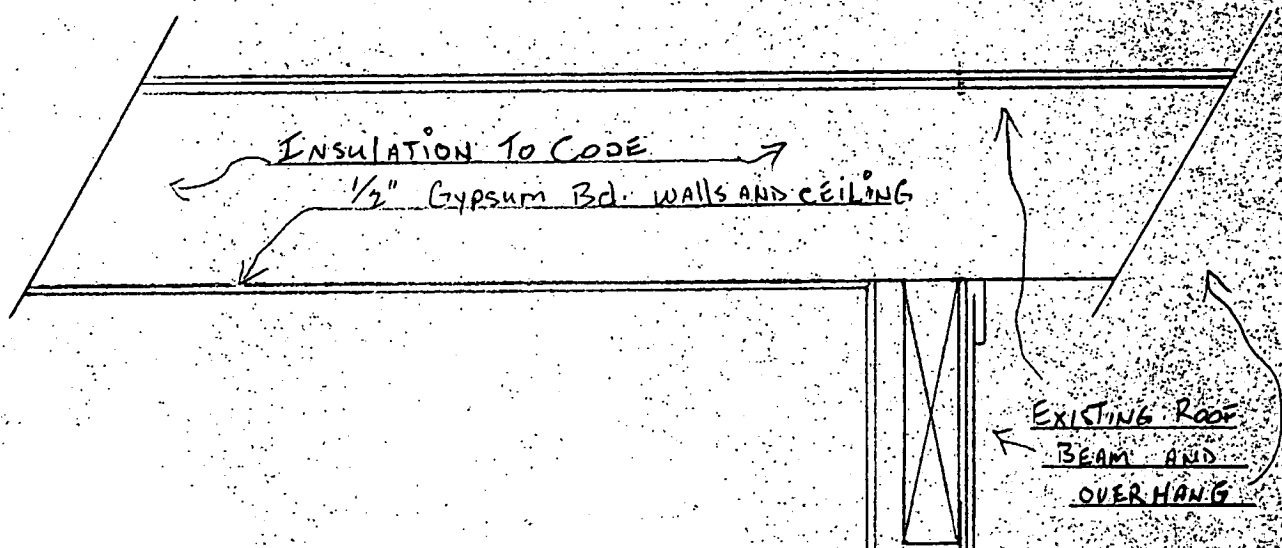 INSULATION TO CODE
1/2" Gypsum Bd. WALLS AND CEILING
EXISTING ROOF
BEAM AND
OVERHANG